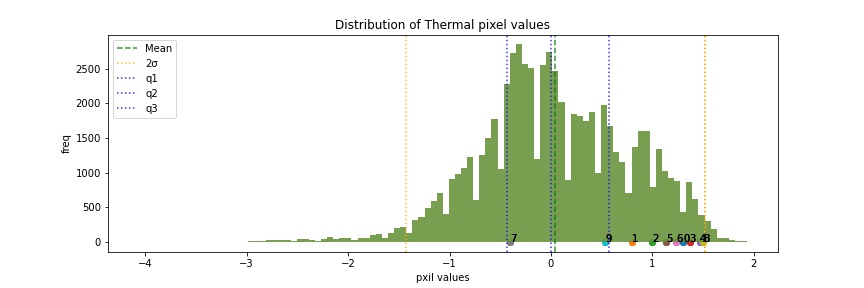 Distribution of Thermal pixel values
Mean
2σ
q1
q2
q3
freq
2500
2000
1500
1000
500
0
7 9 1 2 5 6 0 3 4 8
−4 −3 −2 −1 0 1 2
pxil values